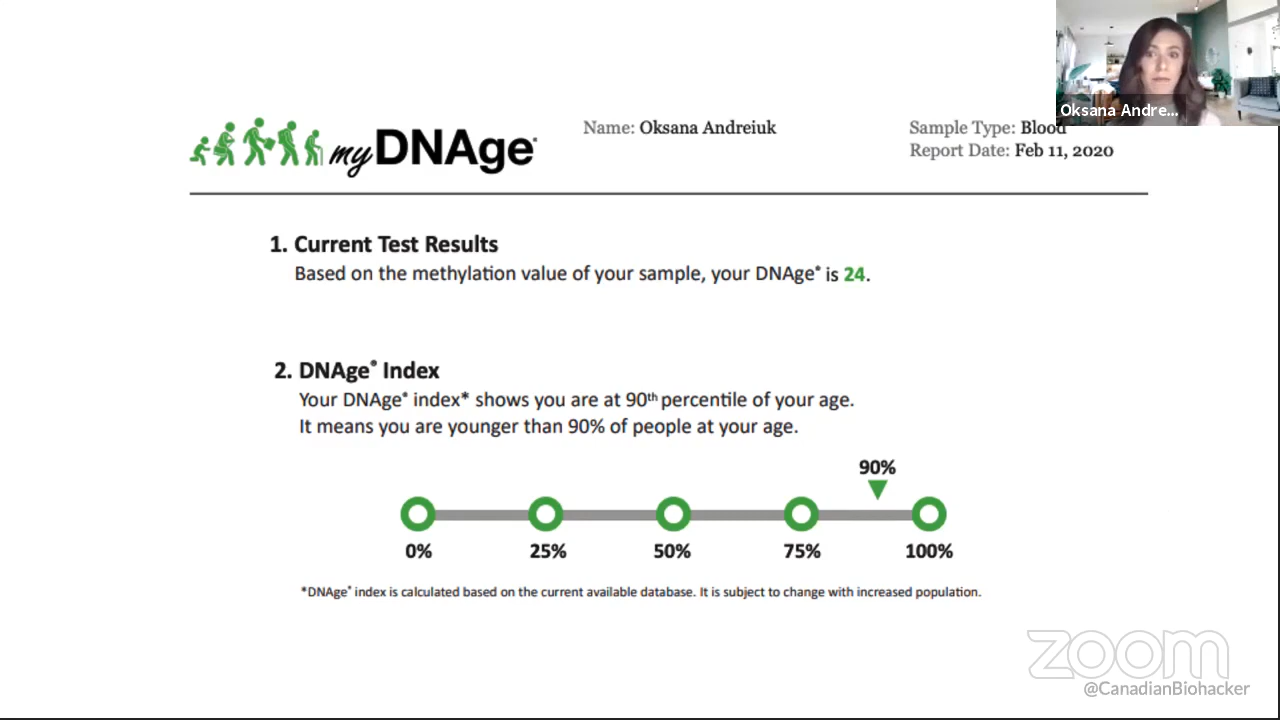 Oksana Andre...
myDNAge®
Name: Oksana Andreiuk
Sample Type: Blood
Report Date: Feb 11, 2020
1. Current Test Results
Based on the methylation value of your sample, your DNAge® is 24.
2. DNAge® Index
Your DNAge® index* shows you are at 90th percentile of your age.
It means you are younger than 90% of people at your age.
90%
0% 25% 50% 75% 100%
*DNAge® index is calculated based on the current available database. It is subject to change with increased population.
zoom
@CanadianBiohacker